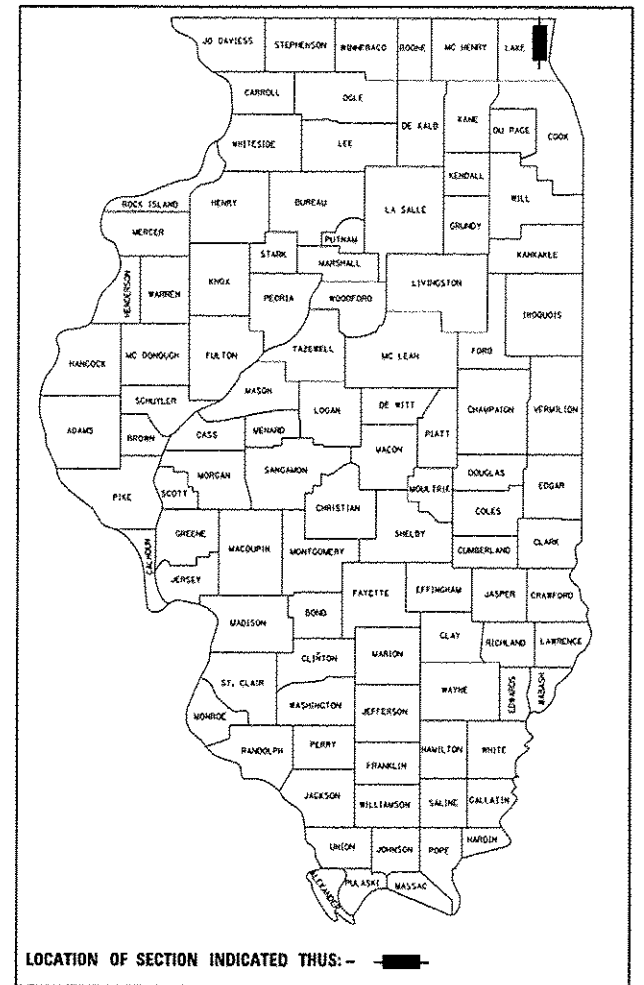 JO DAVIESS STEPHENSON WINNEBAGO BOONE MC HENRY LAKE
CARROLL OGLE
DE KALB KANE DU PAGE COOK
WHITESIDE LEE
KENDALL
ROCK ISLAND HENRY BUREAU LA SALLE GRUNDY WILL
MERCER PUTNAM
STARK MARSHALL KANKAKEE
HENDERSON WARREN KNOX PEORIA WOODFORD LIVINGSTON IROQUOIS
HANCOCK MC DONOUGH FULTON TAZEWELL MC LEAN FORD
SCHUYLER MASON LOGAN DE WITT CHAMPAIGN VERMILION
ADAMS BROWN CASS MENARD MACON PIATT
PIKE SCOTT MORGAN SANGAMON CHRISTIAN MOULTRIE DOUGLAS EDGAR
COLES
CALHOUN GREENE MACOUPIN MONTGOMERY SHELBY CUMBERLAND CLARK
JERSEY FAYETTE EFFINGHAM JASPER CRAWFORD
MADISON BOND CLAY RICHLAND LAWRENCE
CLINTON MARION
ST. CLAIR WASHINGTON JEFFERSON WAYNE EDWARDS WABASH
MONROE
RANDOLPH PERRY HAMILTON WHITE
FRANKLIN
JACKSON WILLIAMSON SALINE GALLATIN
UNION JOHNSON POPE HARDIN
ALEXANDER PULASKI MASSAC
LOCATION OF SECTION INDICATED THUS: -